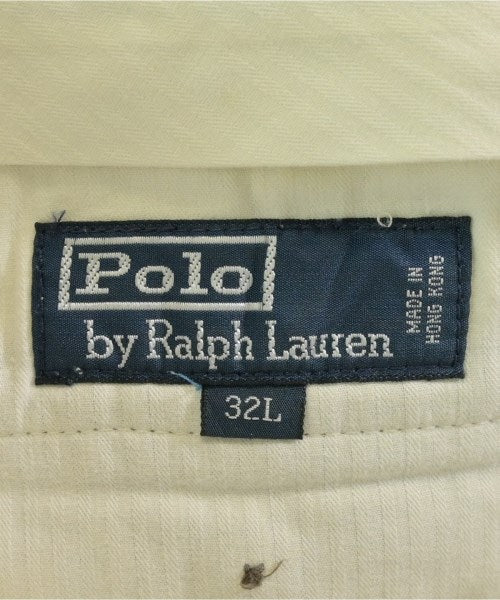 Polo
by Ralph Lauren
MADE IN
HONG KONG
32L